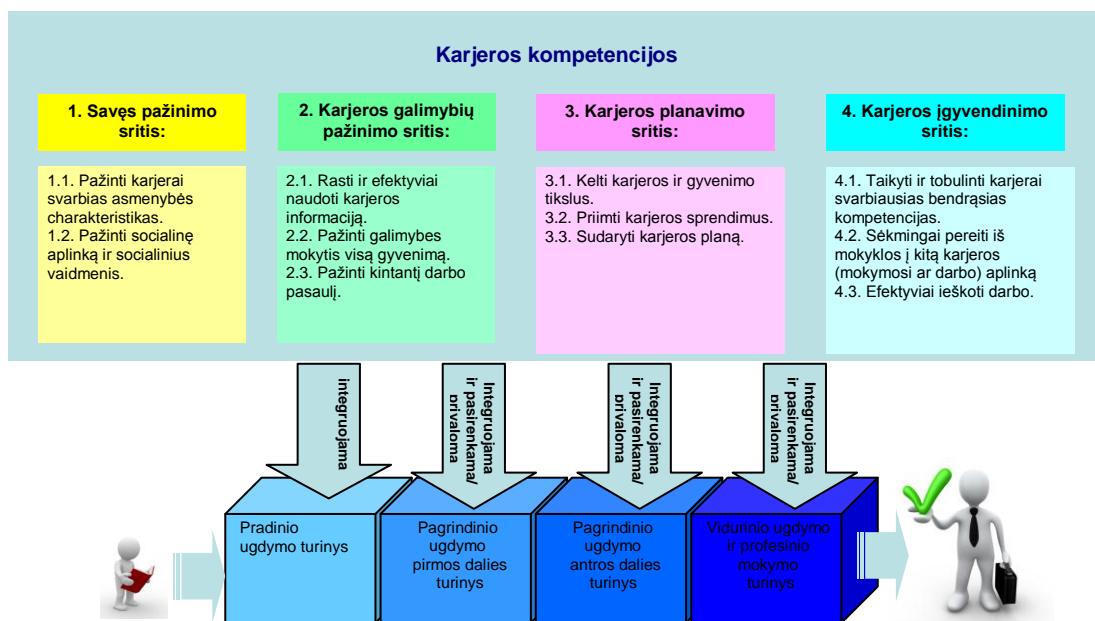 Karjeros kompetencijos
1. Savęs pažinimo
sritis:
2. Karjeros galimybių
pažinimo sritis:
3. Karjeros planavimo
sritis:
4. Karjeros įgyvendinimo
sritis:
1.1. Pažinti karjerai
svarbias asmenybės
charakteristikas.
1.2. Pažinti socialinę
aplinką ir socialinius
vaidmenis.
2.1. Rasti ir efektyviai
naudoti karjeros
informaciją.
2.2. Pažinti galimybes
mokytis visą gyvenimą.
2.3. Pažinti kintantį darbo
pasaulį.
3.1. Kelti karjeros ir gyvenimo
tikslus.
3.2. Priimti karjeros sprendimus.
3.3. Sudaryti karjeros planą.
4.1. Taikyti ir tobulinti karjerai
svarbiausias bendrąsias
kompetencijas.
4.2. Sėkmingai pereiti iš
mokyklos į kitą karjeros
(mokymosi ar darbo) aplinką
4.3. Efektyviai ieškoti darbo.
integruojama
Integruojama
ir pasirenkama/
privaloma
Integruojama
ir pasirenkama/
privaloma
Integruojama
ir pasirenkama/
privaloma
Pradinio
ugdymo turinys
Pagrindinio
ugdymo
pirmos dalies
turinys
Pagrindinio
ugdymo
antros dalies
turinys
Vidurinio ugdymo
ir profesinio
mokymo
turinys